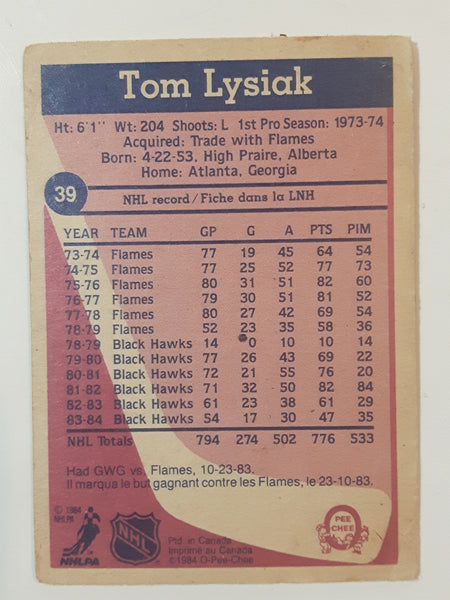 Tom Lysiak
Ht: 6'1" Wt: 204 Shoots: L 1st Pro Season: 1973-74
Acquired: Trade with Flames
Born: 4-22-53, High Praire, Alberta
Home: Atlanta, Georgia
39
NHL record/Fiche dans la LNH
YEAR TEAM GP G A PTS PIM
73-74 Flames 77 19 45 64 54
74-75 Flames 77 25 52 77 73
75-76 Flames 80 31 51 82 60
76-77 Flames 79 30 51 81 52
77-78 Flames 80 27 42 69 54
78-79 Flames 52 23 35 58 36
78-79 Black Hawks 14 0 10 10 14
79-80 Black Hawks 77 26 43 69 22
80-81 Black Hawks 72 21 55 76 20
81-82 Black Hawks 71 32 50 82 84
82-83 Black Hawks 61 23 38 61 29
83-84 Black Hawks 54 17 30 47 35
NHL Totals 794 274 502 776 533
Had GWG vs. Flames, 10-23-83.
Il marqua le but gagnant contre les Flames, le 23-10-83.
© 1984
NHLPA
NHLPA
NHL
Ptd. in Canada
Imprimé au Canada
© 1984 O-Pee-Chee
O
PEE
CHEE